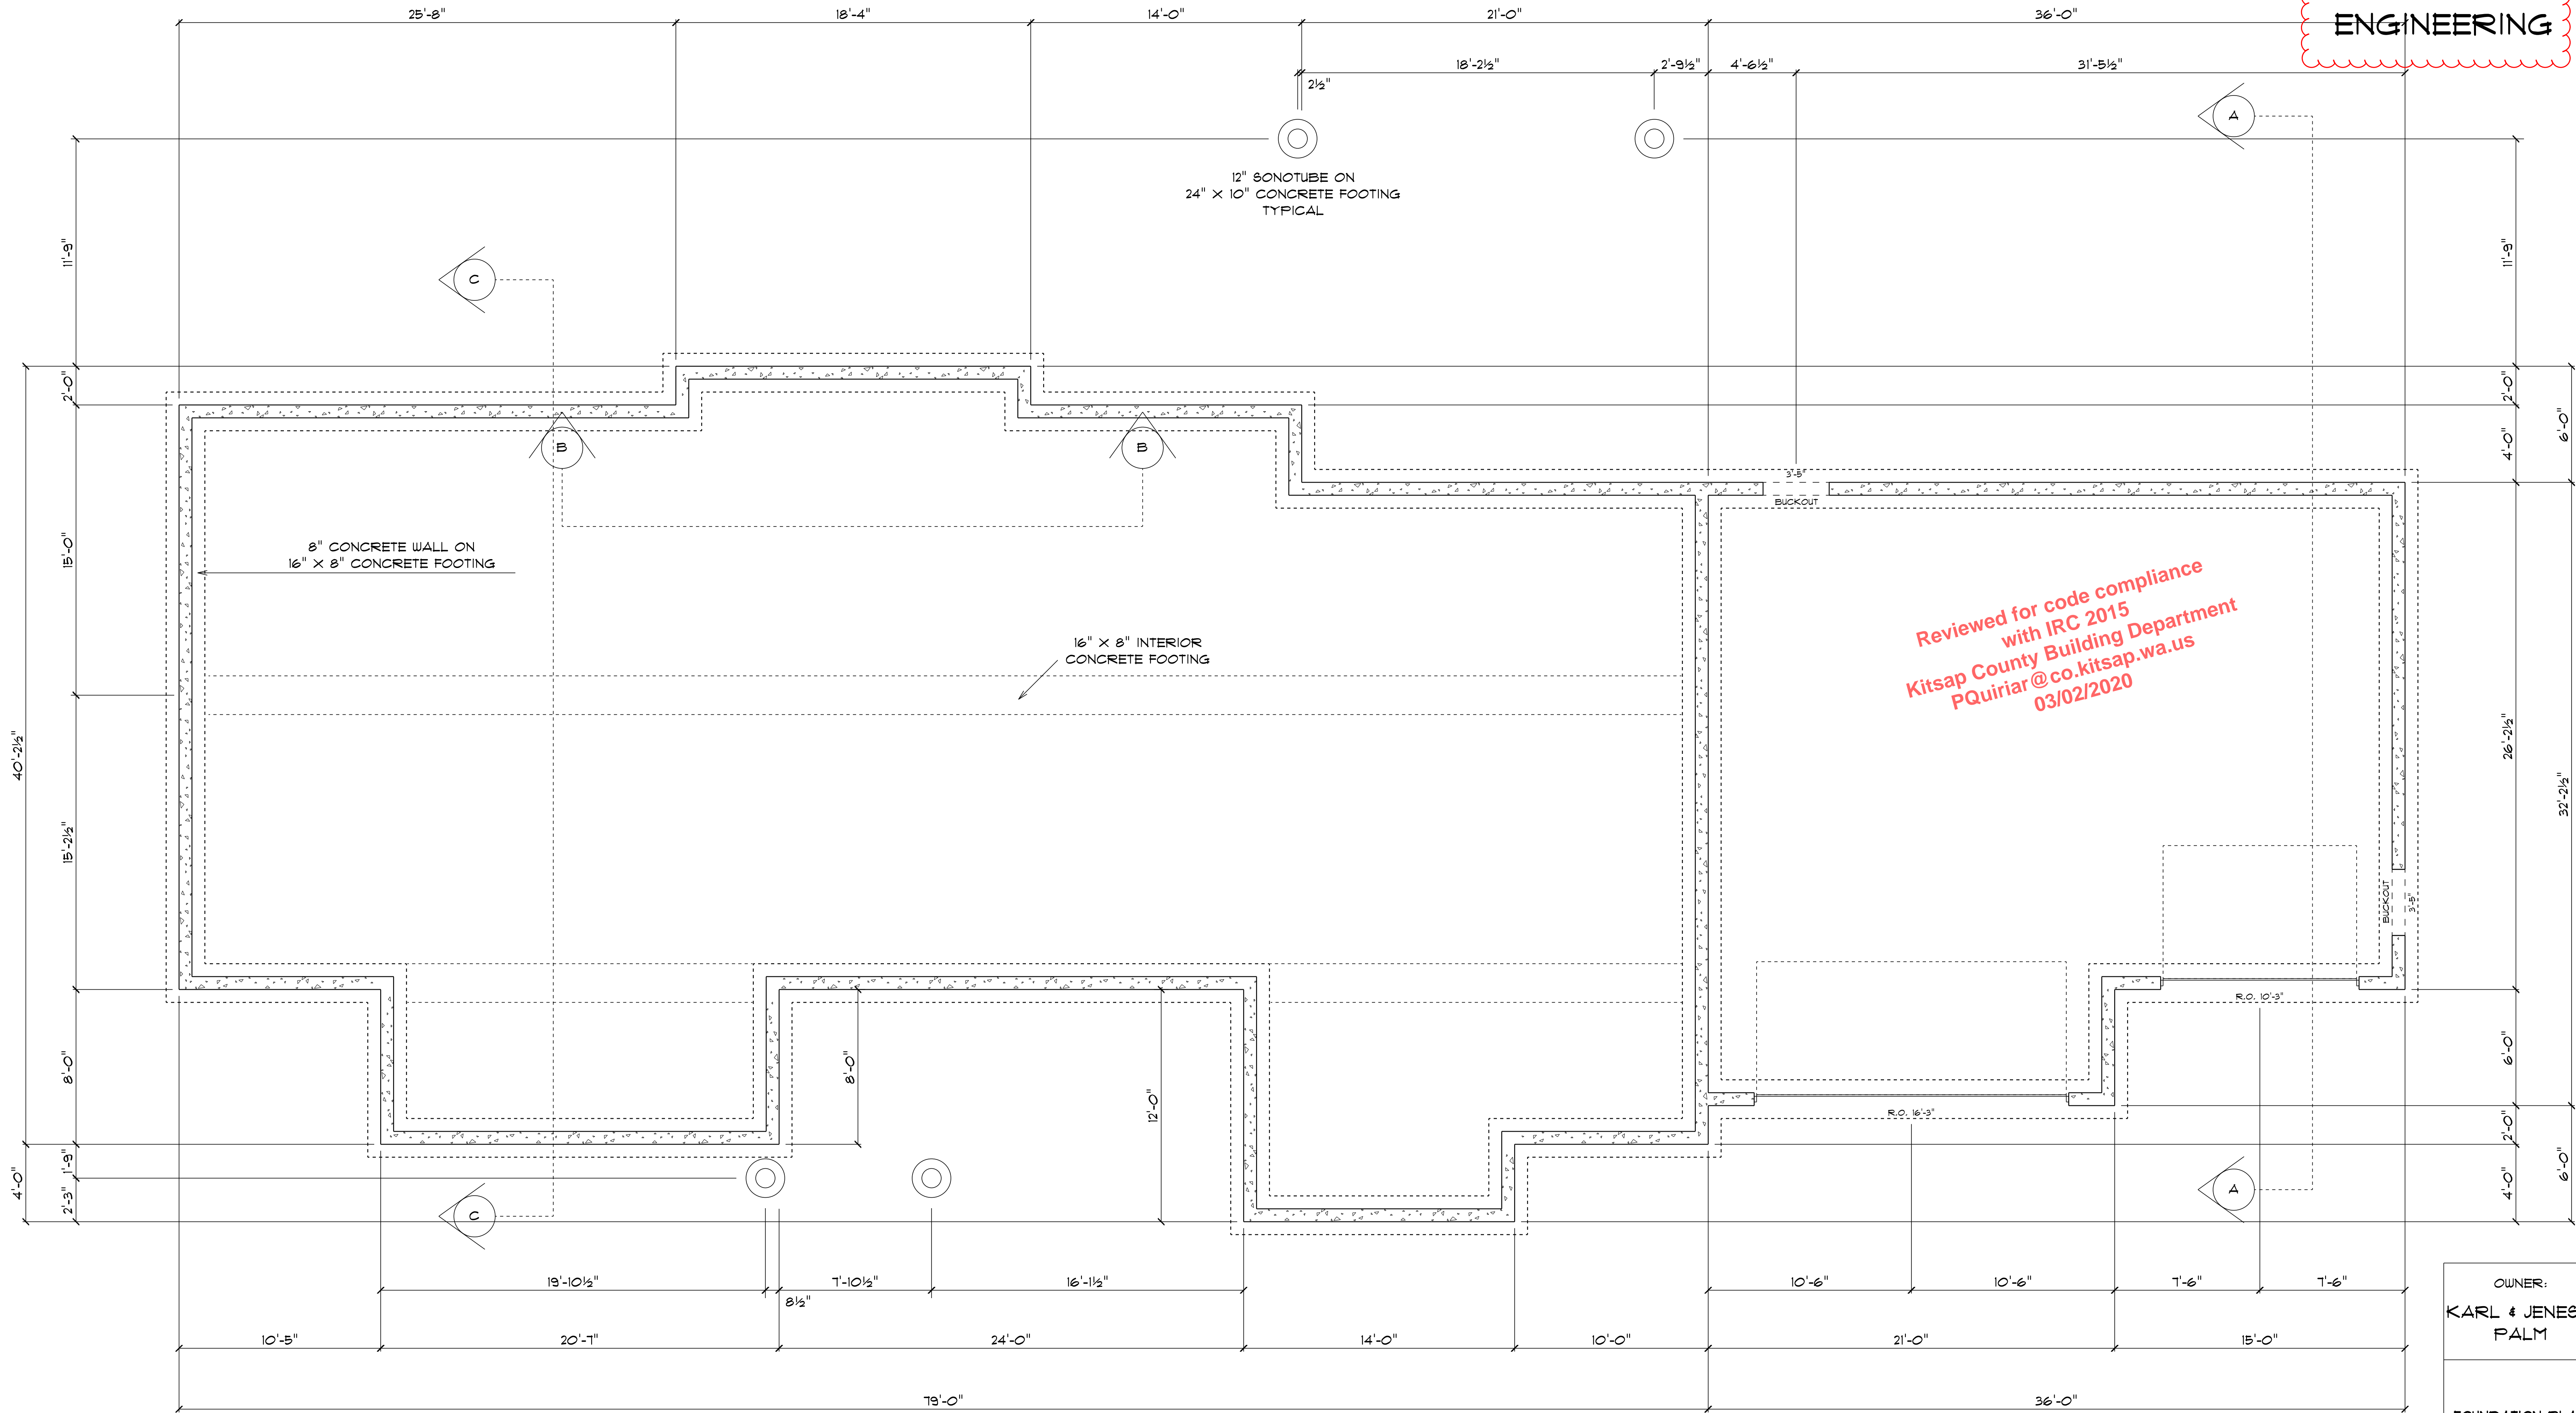 25'-8"
18'-4"
14'-0"
21'-0"
36'-0"
ENGINEERING
18'-2½"
2'-9½"
4'-6½"
31'-5½"
2½"
A
12" SONOTUBE ON
24" X 10" CONCRETE FOOTING
TYPICAL
11'-9"
11'-9"
C
2'-0"
2'-0"
4'-0"
6'-0"
B
B
3'-5"
BUCKOUT
15'-0"
8" CONCRETE WALL ON
16" X 8" CONCRETE FOOTING
16" X 8" INTERIOR
CONCRETE FOOTING
Reviewed for code compliance
with IRC 2015
Kitsap County Building Department
PQuiriar@co.kitsap.wa.us
03/02/2020
40'-2½"
15'-2½"
26'-2½"
32'-2½"
BUCKOUT
3'-5"
R.O. 10'-3"
8'-0"
8'-0"
12'-0"
R.O. 16'-3"
6'-0"
2'-0"
4'-0"
6'-0"
4'-0"
1'-9"
2'-3"
C
A
19'-10½"
8½"
7'-10½"
16'-1½"
10'-6"
10'-6"
7'-6"
7'-6"
OWNER:
KARL & JENES
PALM
10'-5"
20'-7"
24'-0"
14'-0"
10'-0"
21'-0"
15'-0"
79'-0"
36'-0"